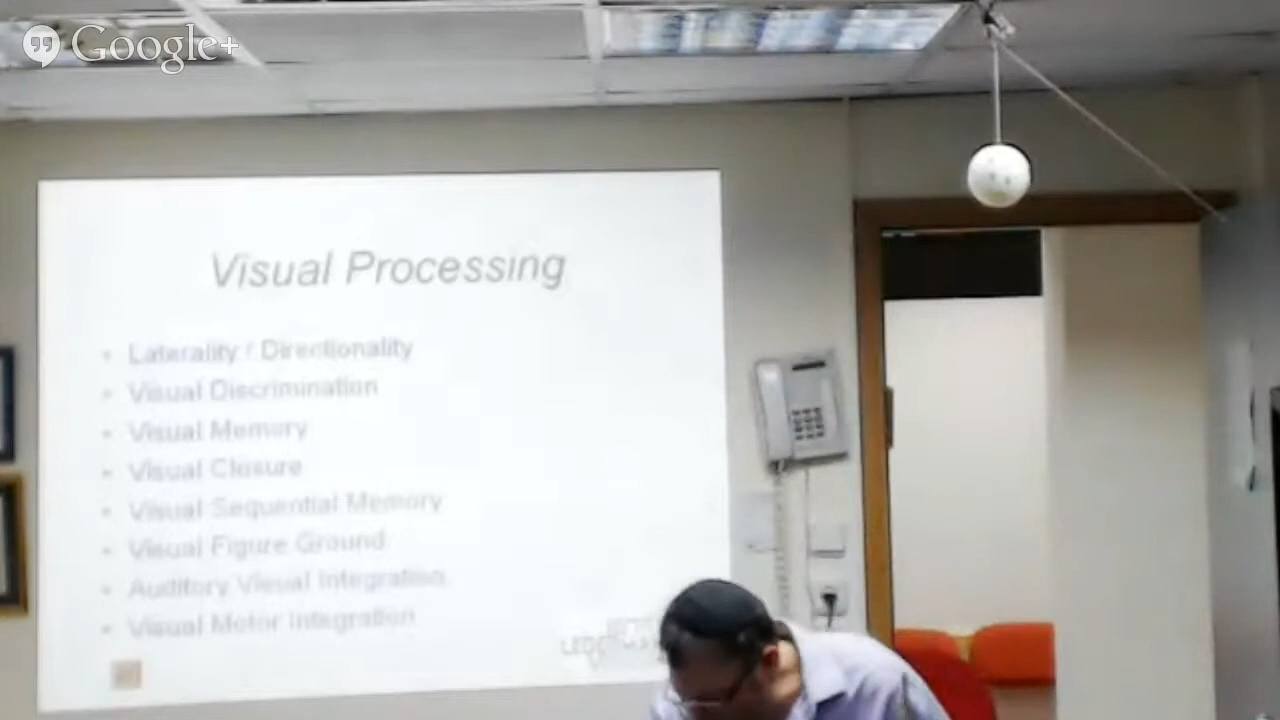 Google+
Visual Processing
• Laterality / Directionality
• Visual Discrimination
• Visual Memory
• Visual Closure
• Visual Sequential Memory
• Visual Figure Ground
• Auditory Visual Integration
• Visual Motor Integration